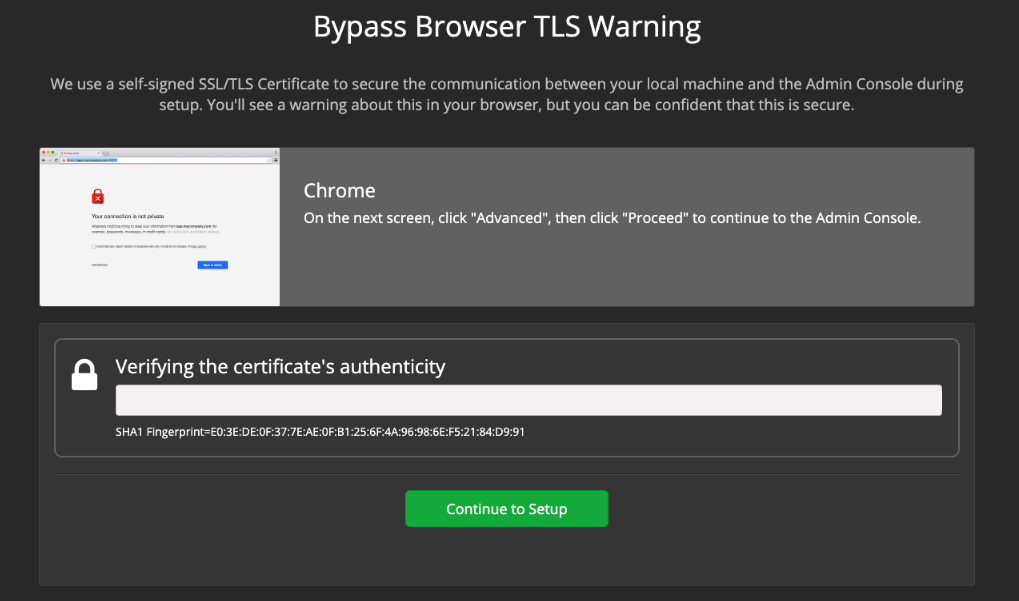 Bypass Browser TLS Warning
We use a self-signed SSL/TLS Certificate to secure the communication between your local machine and the Admin Console during
setup. You'll see a warning about this in your browser, but you can be confident that this is secure.
Your connection is not private
Chrome
On the next screen, click "Advanced", then click "Proceed" to continue to the Admin Console.
Verifying the certificate's authenticity
SHA1 Fingerprint=E0:3E:DE:0F:37:7E:AE:0F:B1:25:6F:4A:96:98:6E:F5:21:84:D9:91
Continue to Setup